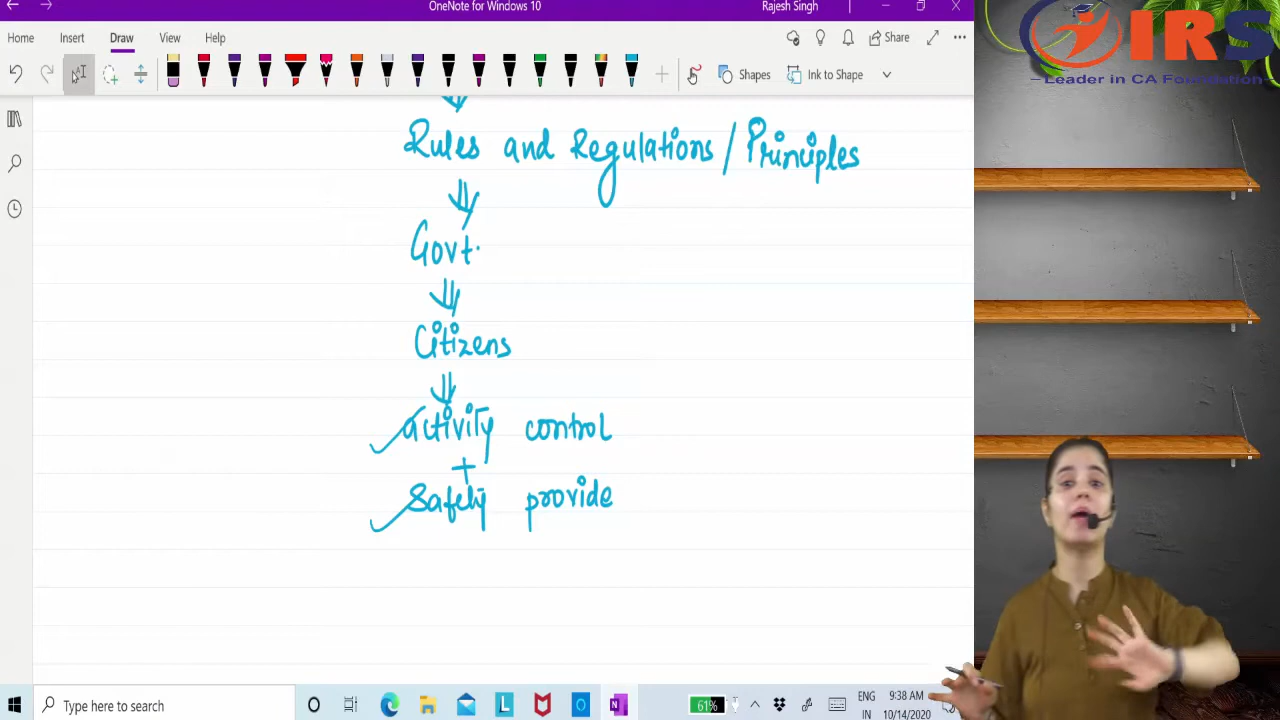 OneNote for Windows 10
Rajesh Singh
Home Insert Draw View Help
Share
Shapes
Ink to Shape
IRS
Leader in CA Foundation
Rules and Regulations / Principles
Govt.
Citizens
activity control
+
Safety provide
Type here to search
61%
ENG
IN
9:38 AM
10/14/2020